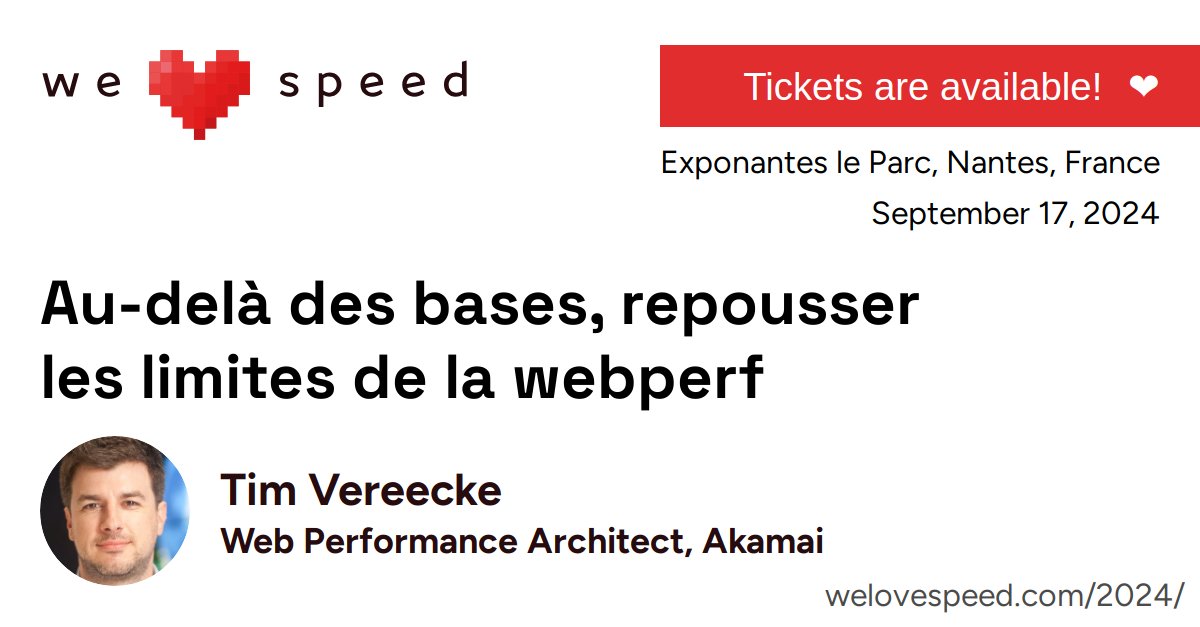 we ❤ speed
Tickets are available! ❤
Exponantes le Parc, Nantes, France
September 17, 2024
Au-delà des bases, repousser
les limites de la webperf
Tim Vereecke
Web Performance Architect, Akamai
welovespeed.com/2024/